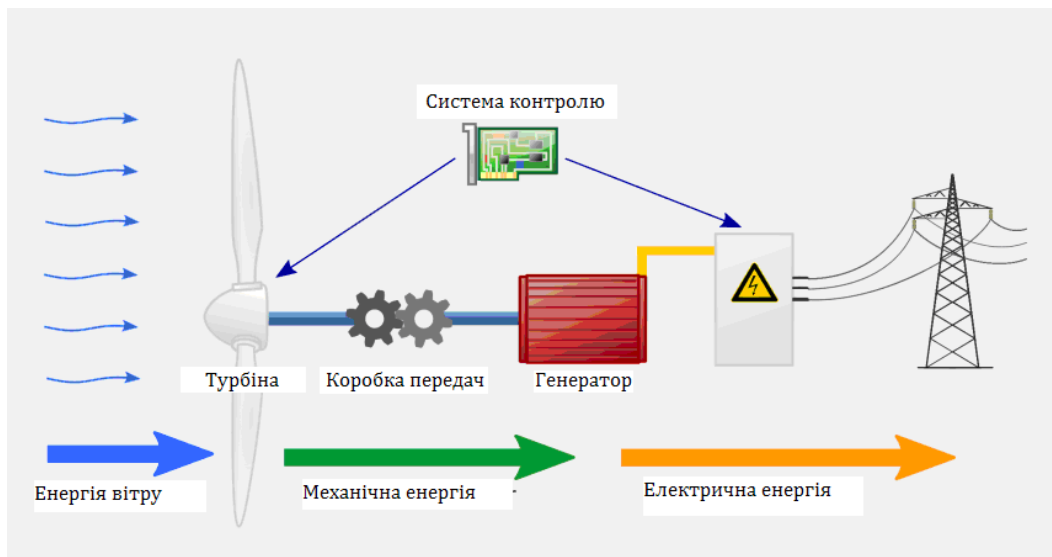 Система контролю
Турбіна
Коробка передач
Генератор
Енергія вітру
Механічна енергія
Електрична енергія